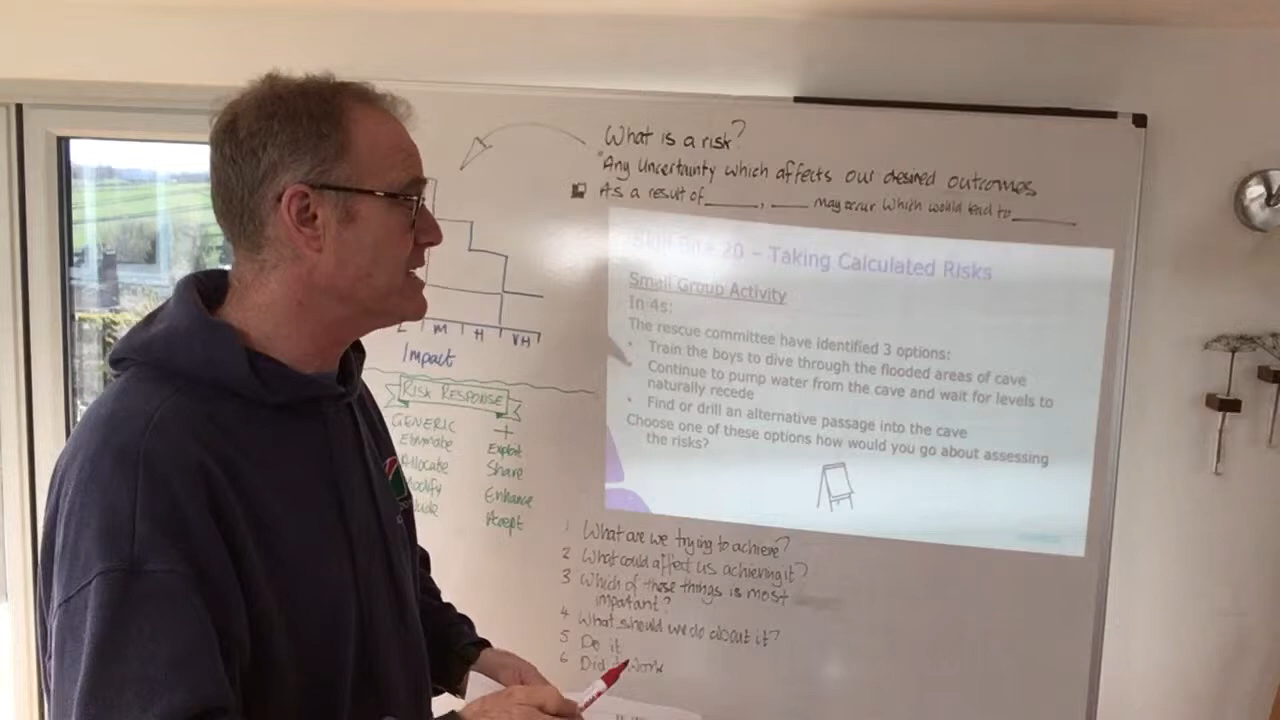 What is a risk?
Any Uncertainty which affects our desired outcomes
As a result of ______, ____ may occur which would lead to ______
20 – Taking Calculated Risks
Small Group Activity
In 4s:
The rescue committee have identified 3 options:
• Train the boys to dive through the flooded areas of cave
Continue to pump water from the cave and wait for levels to
naturally recede
• Find or drill an alternative passage into the cave
Choose one of these options how would you go about assessing
the risks?
L M H VH
Impact
RISK RESPONSE
GENERIC +
Eliminate Exploit
Allocate Share
Modify Enhance
Accept
1 What are we trying to achieve?
2 What could affect us achieving it?
3 Which of these things is most
important?
4 What should we do about it?
5 Do it
6 Did it work